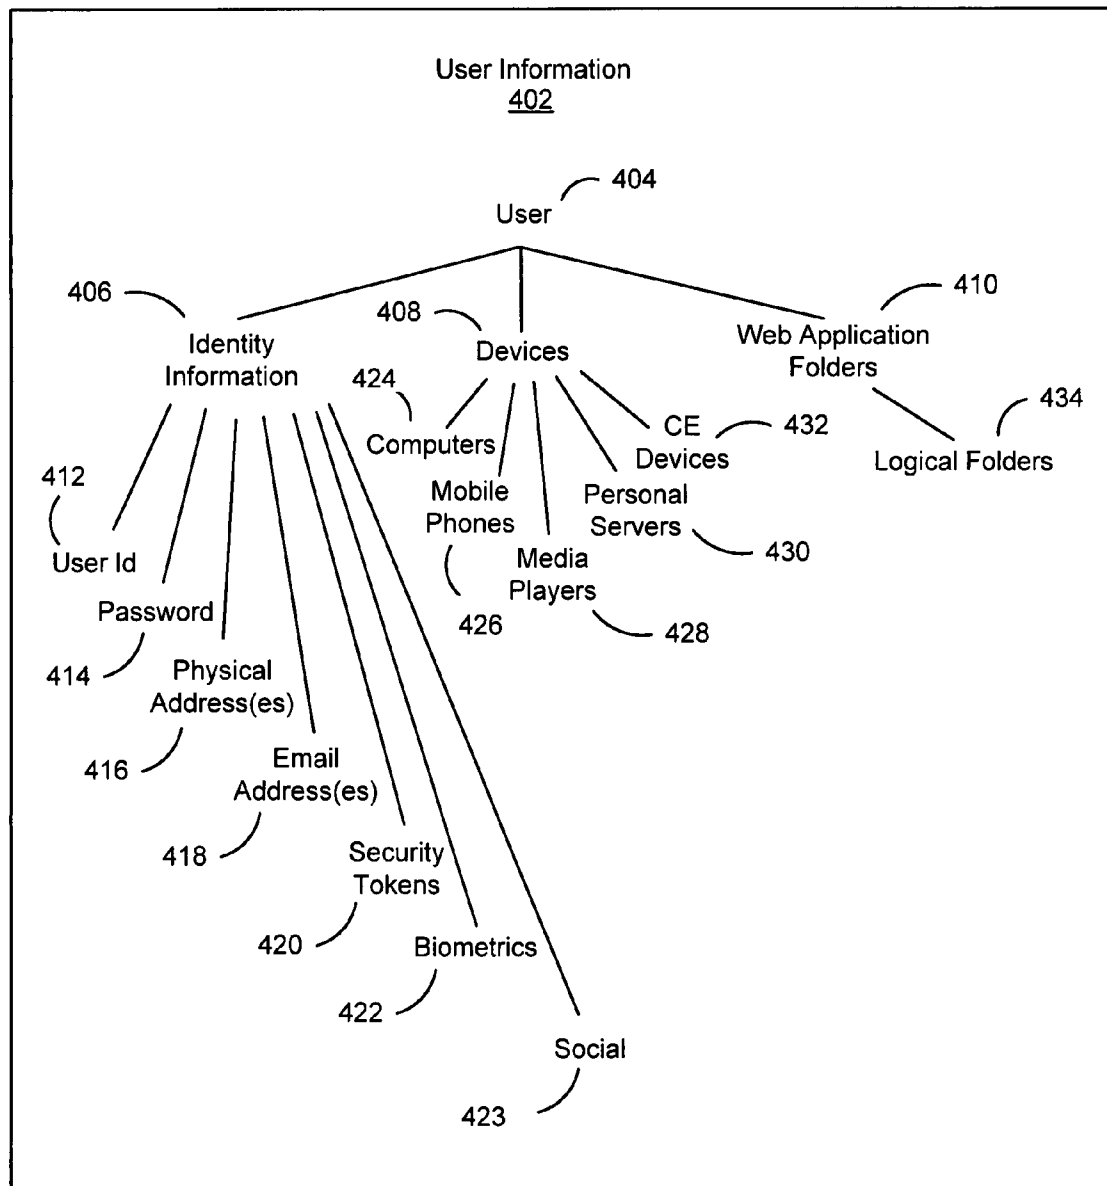 User Information
402
404
User
406
Identity
Information
408
Devices
410
Web Application
Folders
424
Computers
CE
Devices
432
434
Logical Folders
412
User Id
Mobile
Phones
426
Personal
Servers
430
Media
Players
428
Password
414
Physical
Address(es)
416
Email
Address(es)
418
Security
Tokens
420
Biometrics
422
Social
423